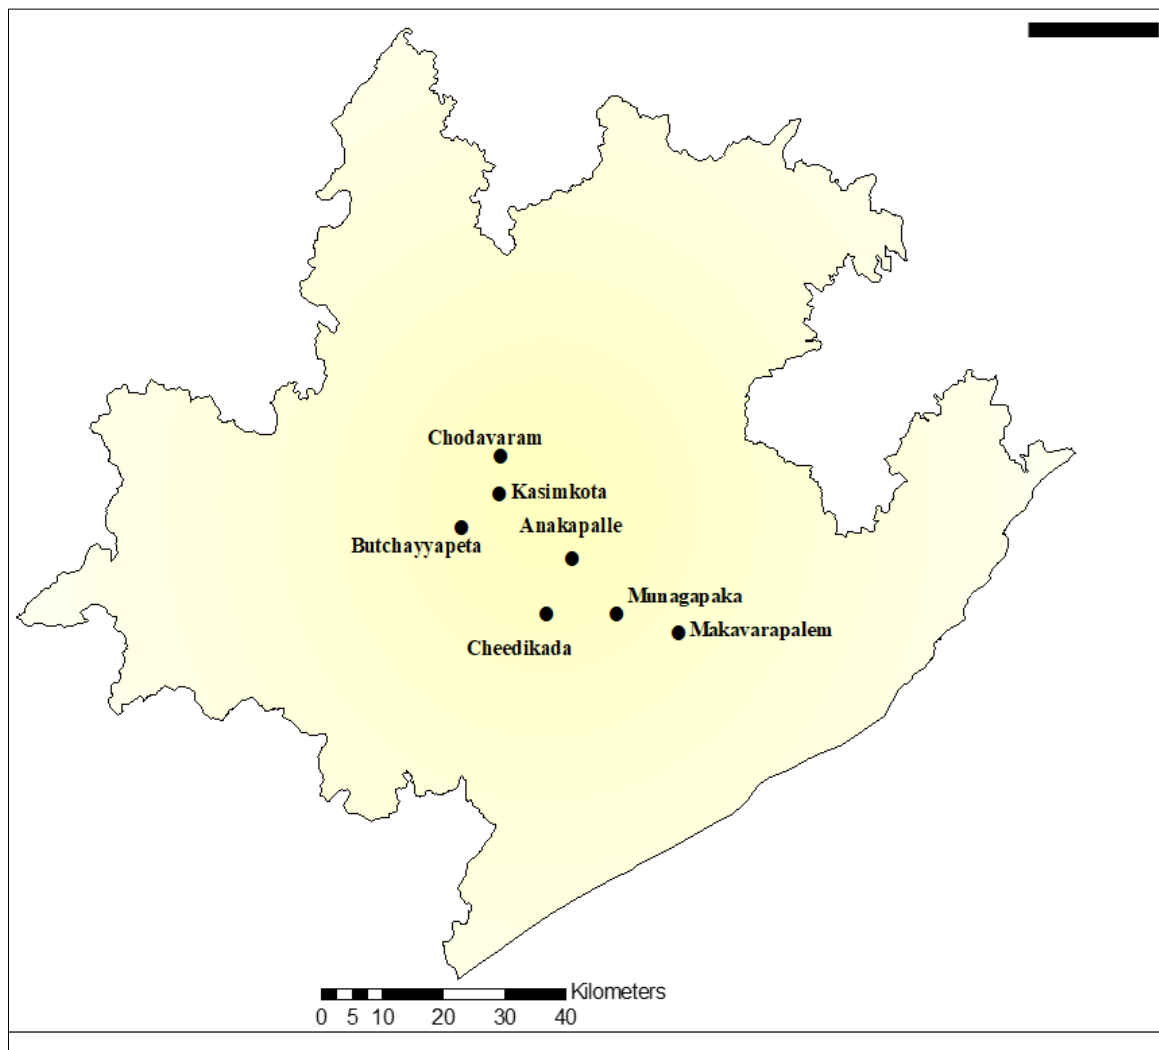 Chodavaram
Kasimkota
Anakapalle
Butchayyapeta
Munagapaka
Makavarapalem
Cheedikada
Kilometers
0 5 10 20 30 40